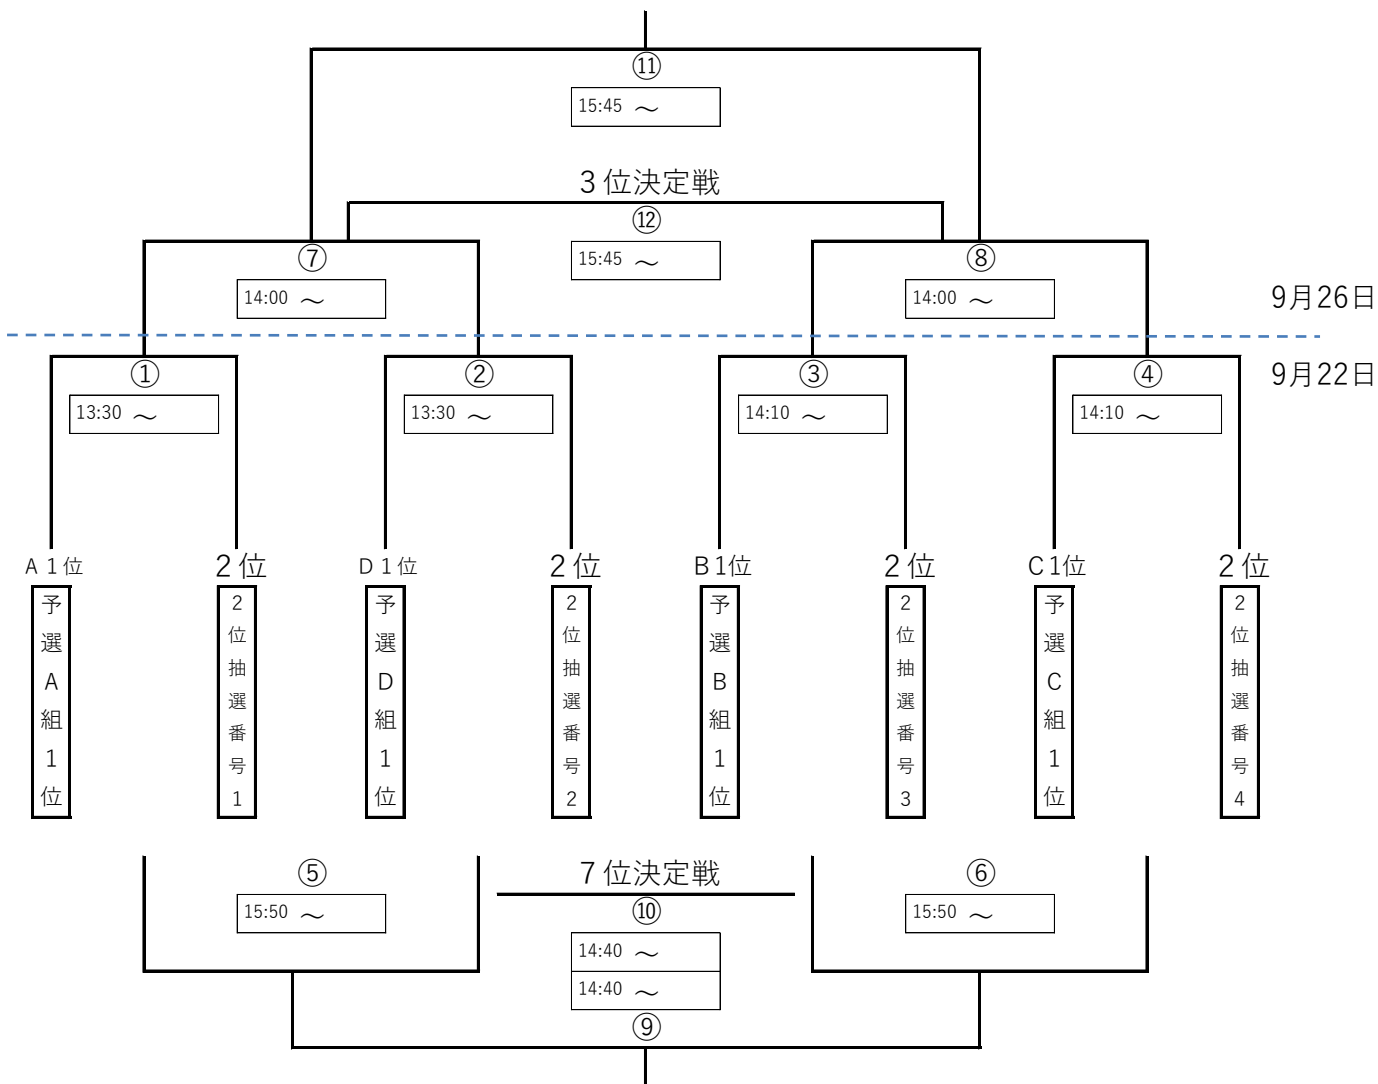 ⑪
15:45 ～
3位決定戦
⑫
15:45 ～
⑦
14:00 ～
⑧
14:00 ～
9月26日
①
13:30 ～
②
13:30 ～
③
14:10 ～
④
14:10 ～
9月22日
A 1位
2位
D 1位
2位
B1位
2位
C1位
2位
予選A組1位
2位抽選番号1
予選D組1位
2位抽選番号2
予選B組1位
2位抽選番号3
予選C組1位
2位抽選番号4
⑤
15:50 ～
7位決定戦
⑩
14:40 ～
14:40 ～
⑨
⑥
15:50 ～